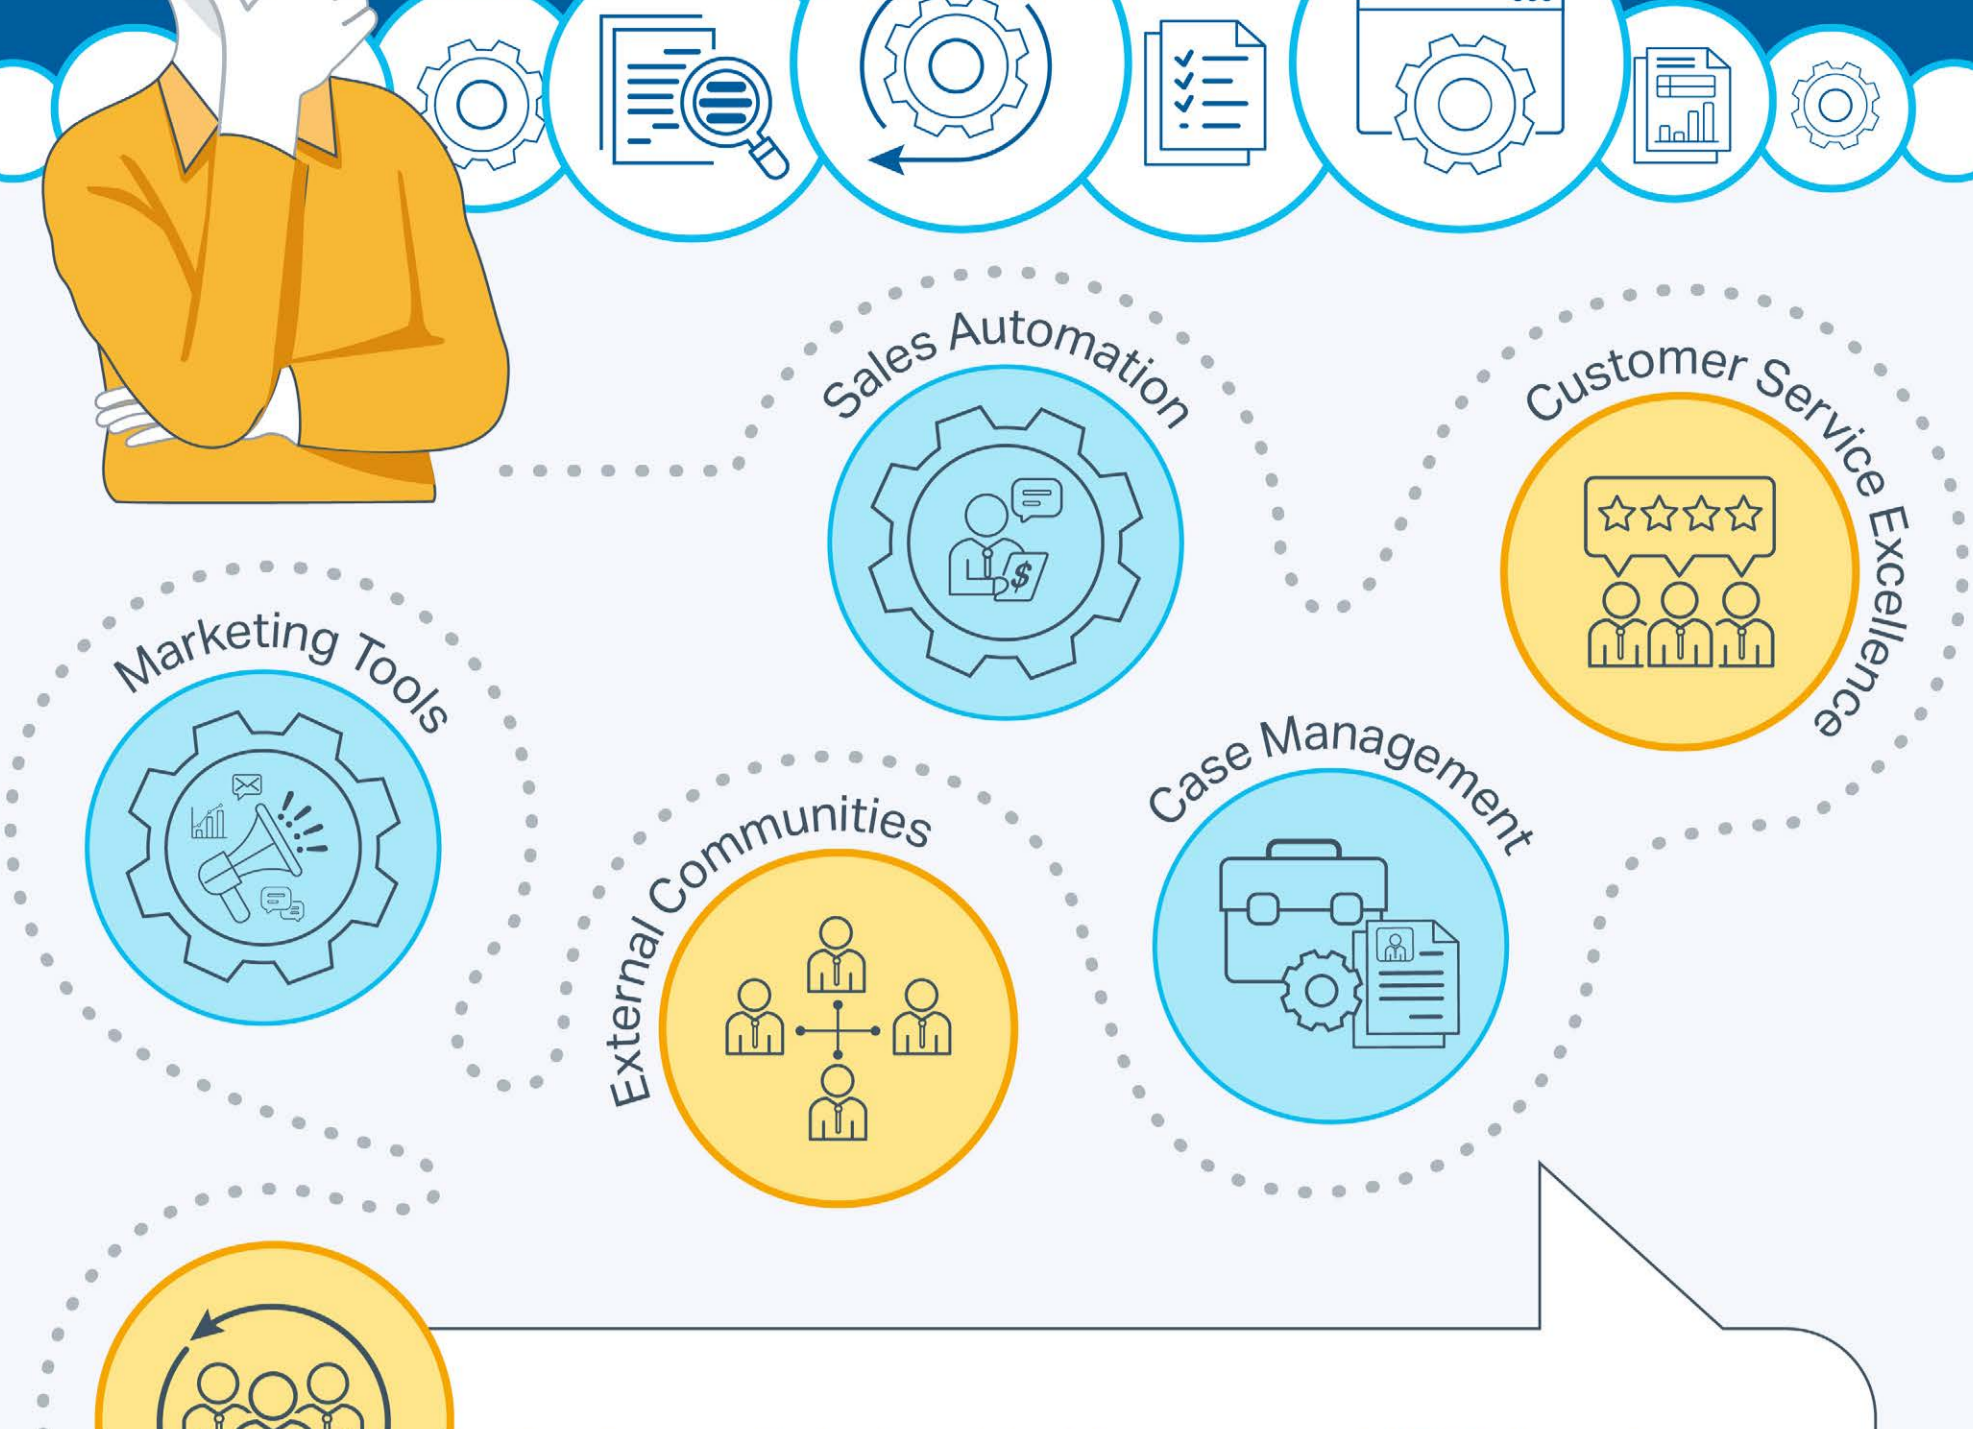 Sales Automation
Customer Service Excellence
Case Management
External Communities
Marketing Tools
$